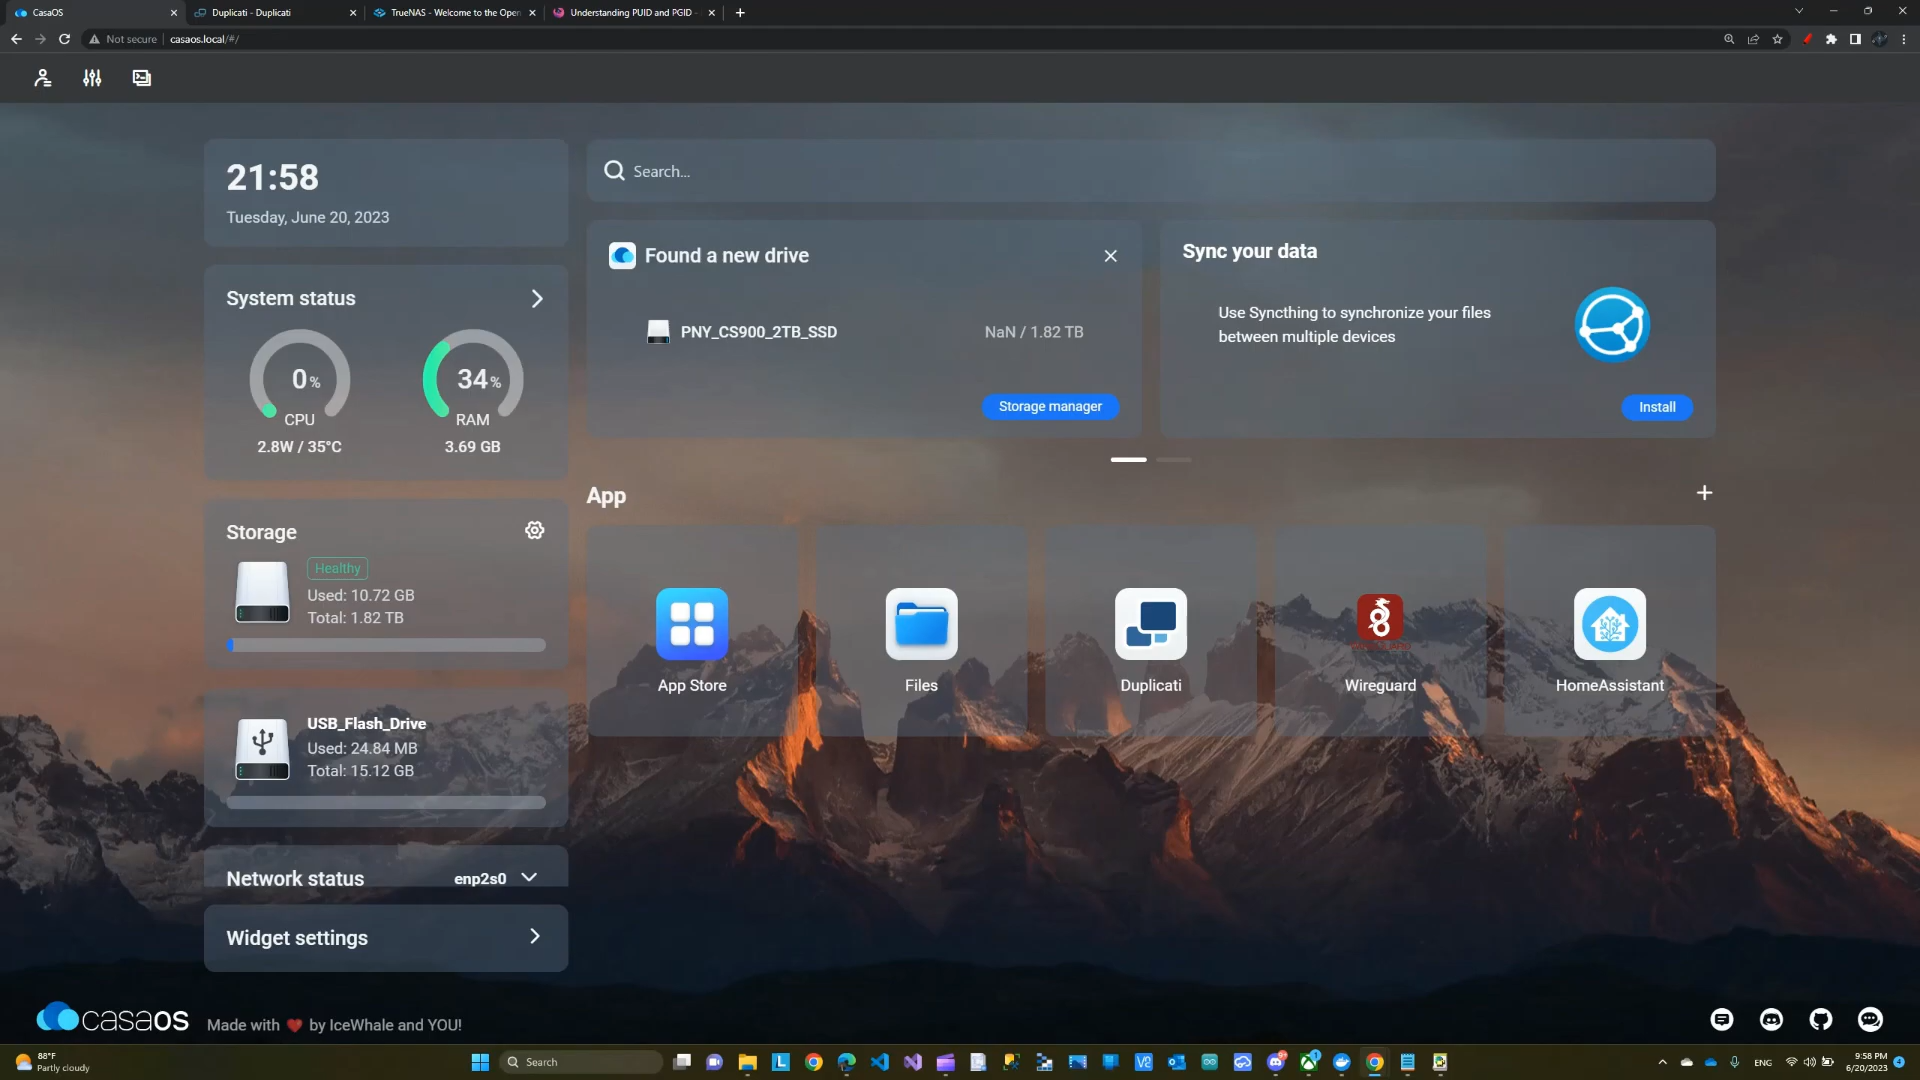 CasaOS
Duplicati - Duplicati
TrueNAS - Welcome to the Open
Understanding PUID and PGID -
Not secure
casaos.local/#/
21:58
Tuesday, June 20, 2023
Search...
Found a new drive
PNY_CS900_2TB_SSD
NaN / 1.82 TB
Storage manager
Sync your data
Use Syncthing to synchronize your files
between multiple devices
Install
System status
0%
CPU
2.8W / 35°C
34%
RAM
3.69 GB
Storage
Healthy
Used: 10.72 GB
Total: 1.82 TB
USB_Flash_Drive
Used: 24.84 MB
Total: 15.12 GB
Network status
enp2s0
Widget settings
App
App Store
Files
Duplicati
Wireguard
HomeAssistant
casaOS
Made with ❤ by IceWhale and YOU!
88°F
Partly cloudy
Search
L
V2
ENG
9:58 PM
6/20/2023
4